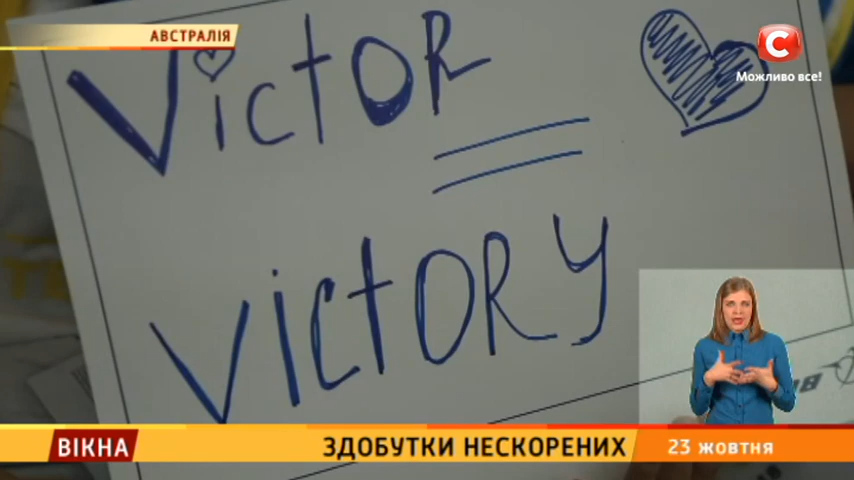 АВСТРАЛІЯ
Victor
=
Victory
Можливо все!
ВІКНА
ЗДОБУТКИ НЕСКОРЕНИХ
23 жовтня